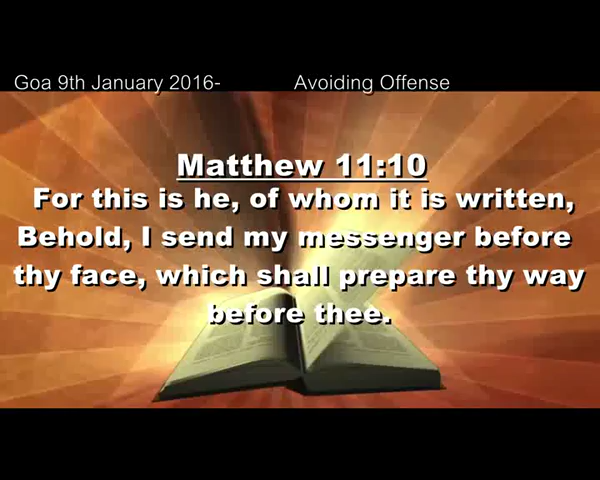 Goa 9th January 2016- Avoiding Offense
Matthew 11:10
For this is he, of whom it is written,
Behold, I send my messenger before
thy face, which shall prepare thy way
before thee.